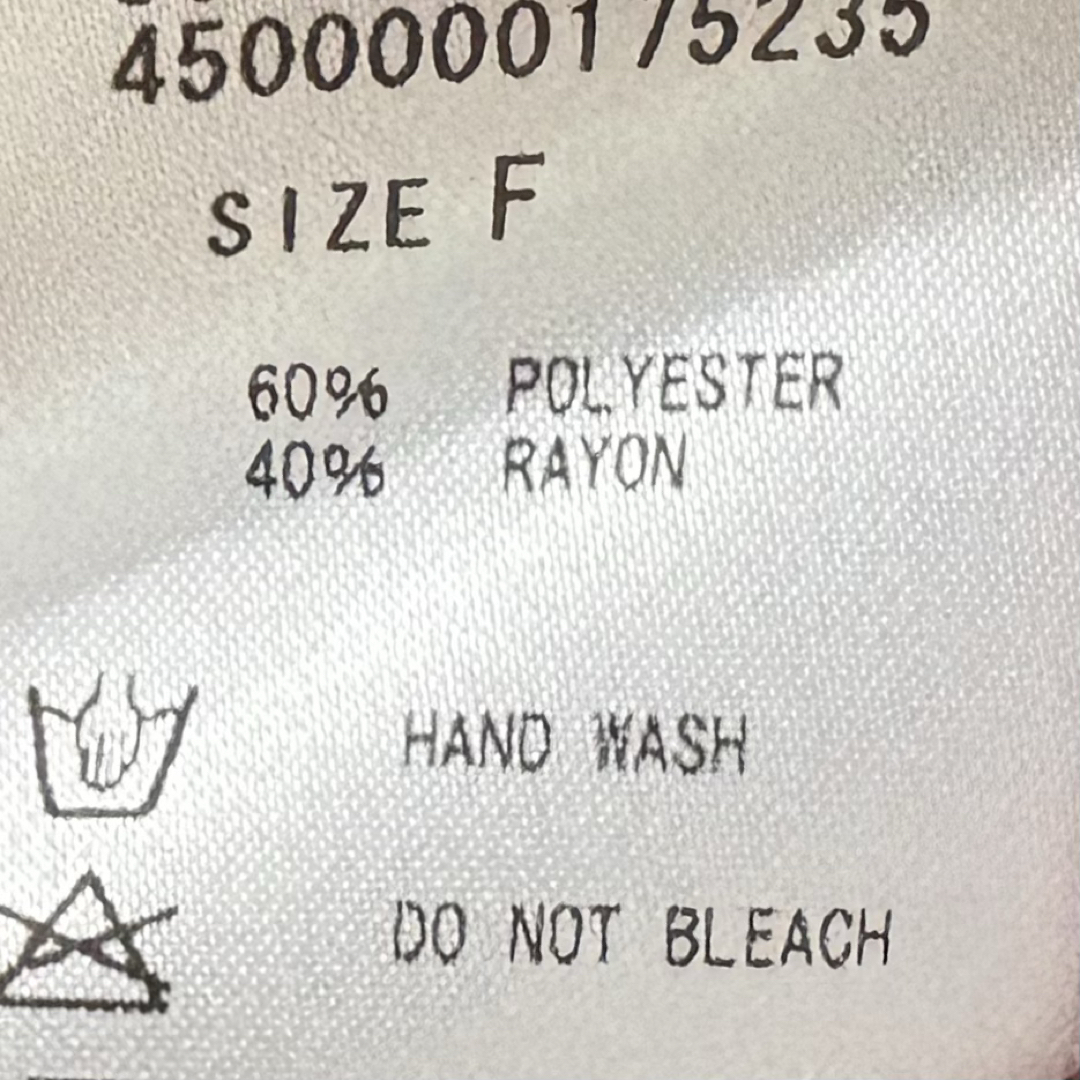 4500000175235
SIZE F
60% POLYESTER
40% RAYON
HAND WASH
DO NOT BLEACH